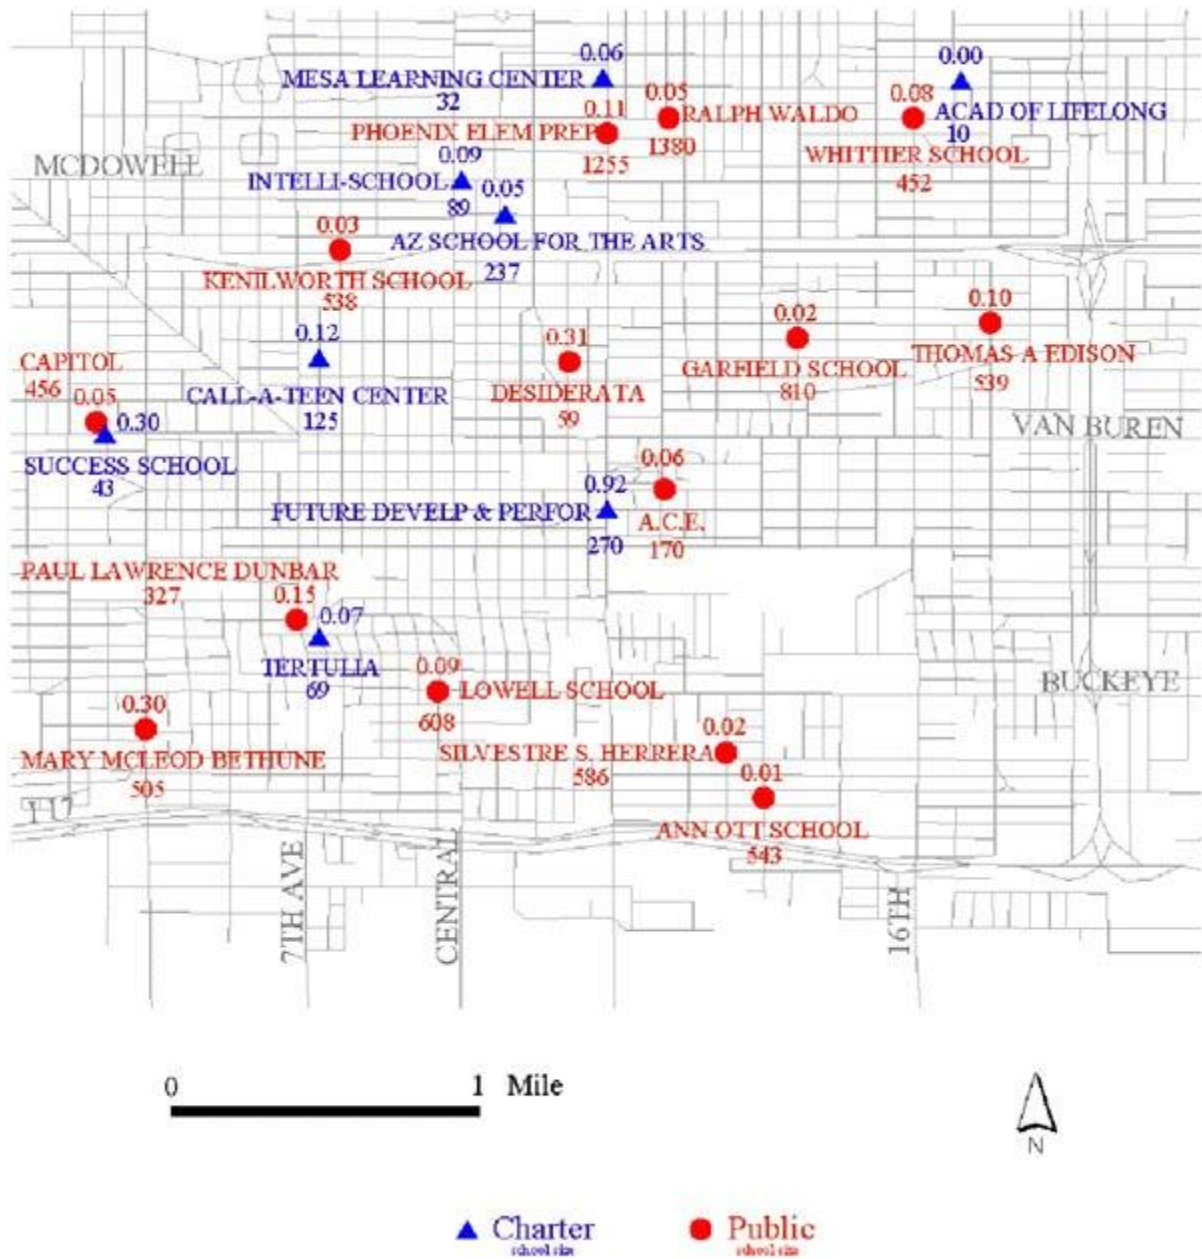 0.06
0.00
MESA LEARNING CENTER
32
0.05
0.08
ACAD OF LIFELONG
10
0.11
RALPH WALDO
PHOENIX ELEM PREP
1380
1255
WHITTIER SCHOOL
452
MCDOWELL
0.09
INTELLI-SCHOOL
89
0.05
0.03
AZ SCHOOL FOR THE ARTS
237
KENILWORTH SCHOOL
538
0.10
0.02
0.12
0.31
CAPITOL
456
0.05
THOMAS A EDISON
539
GARFIELD SCHOOL
810
CALL-A-TEEN CENTER
125
DESIDERATA
59
0.30
VAN BUREN
SUCCESS SCHOOL
43
0.06
0.92
FUTURE DEVELP & PERFOR
270
A.C.E.
170
PAUL LAWRENCE DUNBAR
327
0.15
0.07
TERTULIA
69
0.09
LOWELL SCHOOL
608
BUCKEYE
0.30
0.02
MARY MCLEOD BETHUNE
505
SILVESTRE S. HERRERA
586
0.01
ANN OTT SCHOOL
543
7TH AVE
CENTRAL
16TH
0 1 Mile
N
Charter
school size
Public
school size